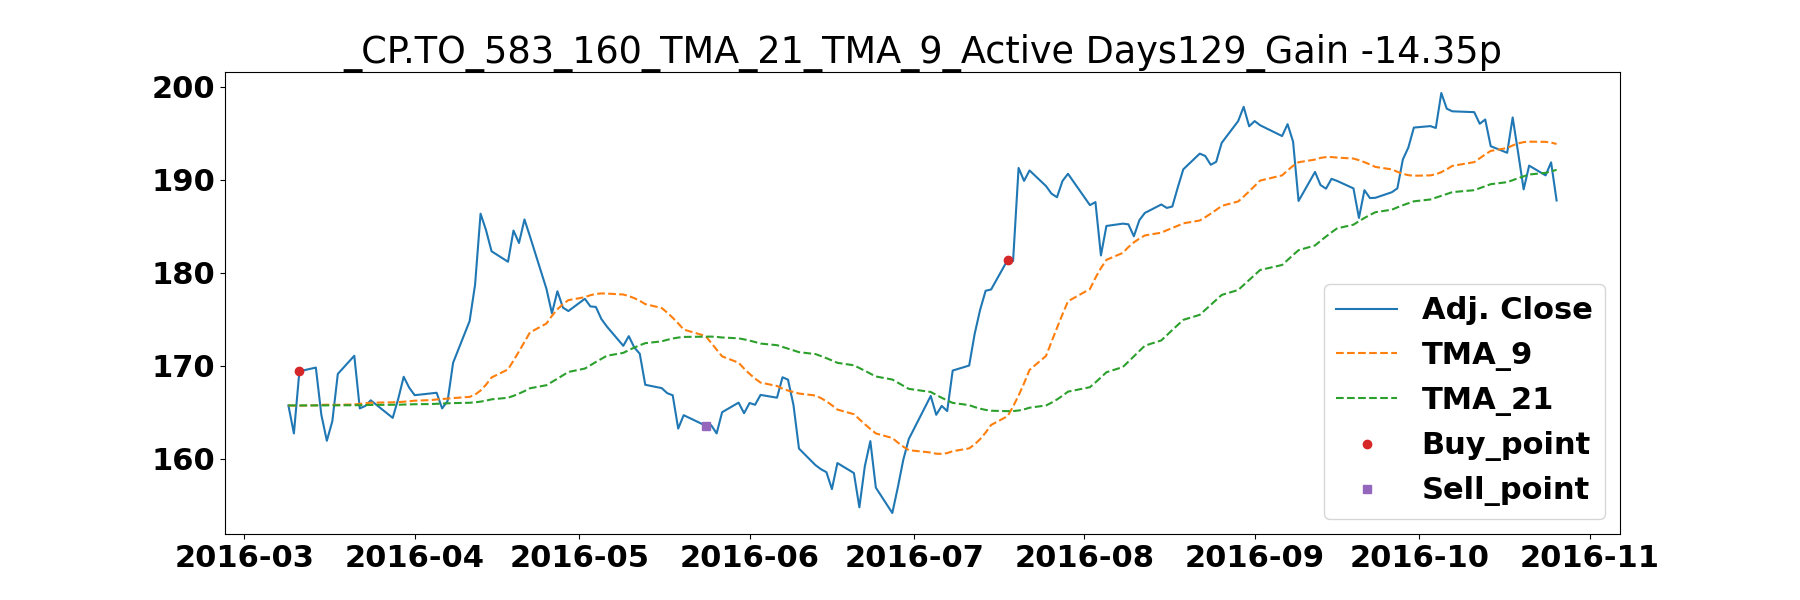 _CP.TO_583_160_TMA_21_TMA_9_Active Days129_Gain -14.35p
200
190
180
170
160
Adj. Close
TMA_9
TMA_21
Buy_point
Sell_point
2016-03 2016-04 2016-05 2016-06 2016-07 2016-08 2016-09 2016-10 2016-11